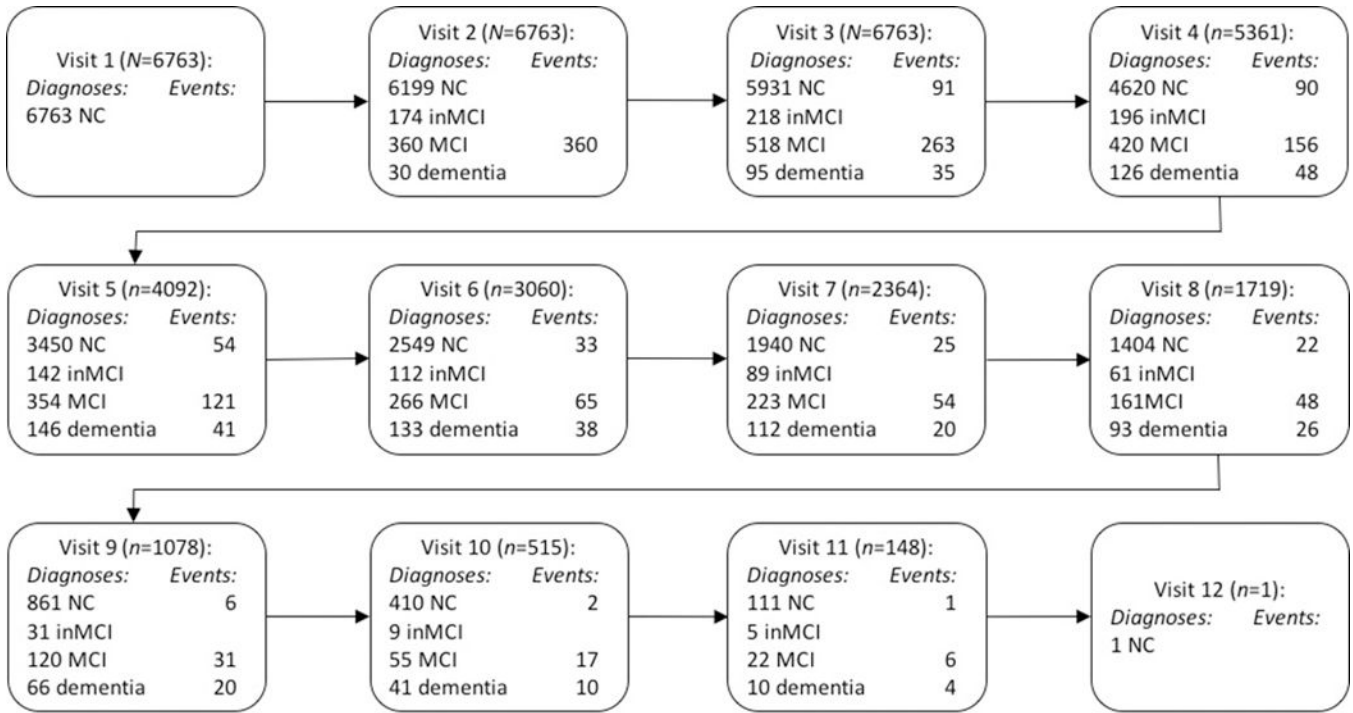 Visit 1 (N=6763):
Diagnoses: Events:
6763 NC
Visit 2 (N=6763):
Diagnoses: Events:
6199 NC
174 inMCI
360 MCI 360
30 dementia
Visit 3 (N=6763):
Diagnoses: Events:
5931 NC 91
218 inMCI
518 MCI 263
95 dementia 35
Visit 4 (n=5361):
Diagnoses: Events:
4620 NC 90
196 inMCI
420 MCI 156
126 dementia 48
Visit 5 (n=4092):
Diagnoses: Events:
3450 NC 54
142 inMCI
354 MCI 121
146 dementia 41
Visit 6 (n=3060):
Diagnoses: Events:
2549 NC 33
112 inMCI
266 MCI 65
133 dementia 38
Visit 7 (n=2364):
Diagnoses: Events:
1940 NC 25
89 inMCI
223 MCI 54
112 dementia 20
Visit 8 (n=1719):
Diagnoses: Events:
1404 NC 22
61 inMCI
161MCI 48
93 dementia 26
Visit 9 (n=1078):
Diagnoses: Events:
861 NC 6
31 inMCI
120 MCI 31
66 dementia 20
Visit 10 (n=515):
Diagnoses: Events:
410 NC 2
9 inMCI
55 MCI 17
41 dementia 10
Visit 11 (n=148):
Diagnoses: Events:
111 NC 1
5 inMCI
22 MCI 6
10 dementia 4
Visit 12 (n=1):
Diagnoses: Events:
1 NC